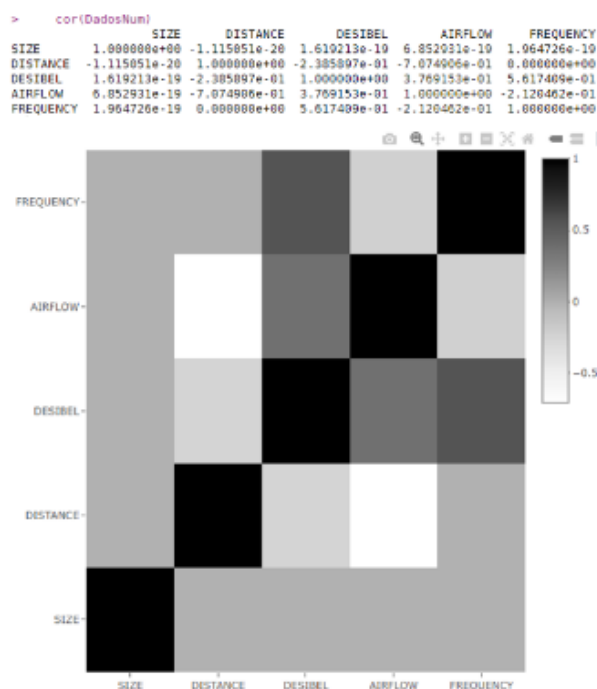 > cor(DadosNum)
SIZE DISTANCE DESIBEL AIRFLOW FREQUENCY
SIZE 1.000000e+00 -1.115051e-20 1.619213e-19 6.852931e-19 1.964726e-19
DISTANCE -1.115051e-20 1.000000e+00 -2.385897e-01 -7.074906e-01 0.000000e+00
DESIBEL 1.619213e-19 -2.385897e-01 1.000000e+00 3.769153e-01 5.617409e-01
AIRFLOW 6.852931e-19 -7.074906e-01 3.769153e-01 1.000000e+00 -2.120462e-01
FREQUENCY 1.964726e-19 0.000000e+00 5.617409e-01 -2.120462e-01 1.000000e+00
1
FREQUENCY
0.5
AIRFLOW
0
−0.5
DESIBEL
DISTANCE
SIZE
SIZE DISTANCE DESIBEL AIRFLOW FREQUENCY